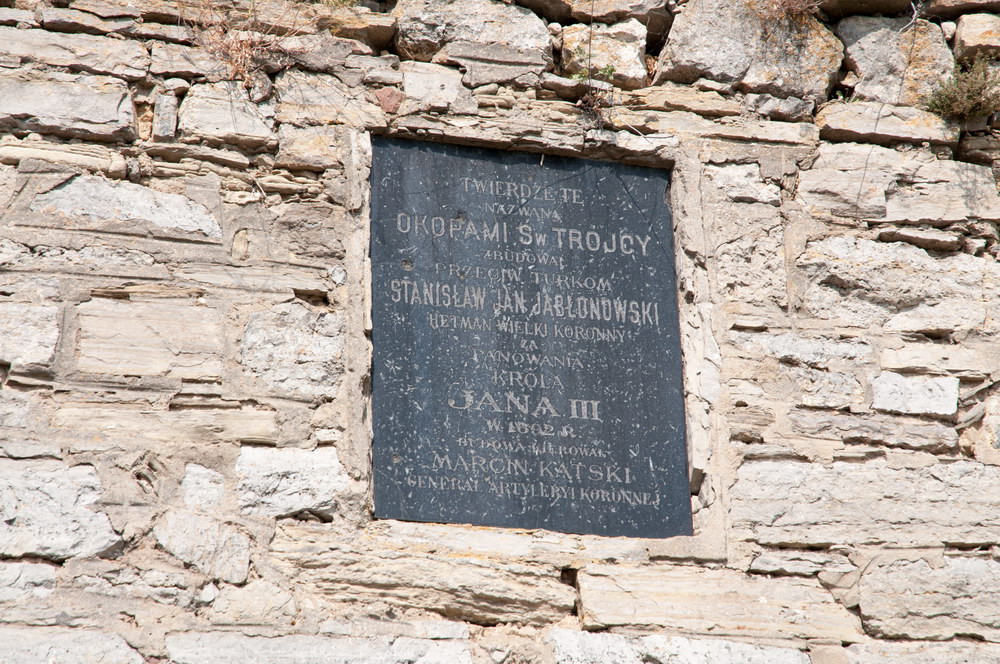 TWIERDZĘ TĘ
NAZWANĄ
OKOPAMI ŚW TRÓJCY
ZBUDOWAŁ
PRZECIW TURKOM
STANISŁAW JAN JABŁONOWSKI
HETMAN WIELKI KORONNY
ZA
PANOWANIA
KRÓLA
JANA III
W 1692 R.
BUDOWĄ KIEROWAŁ
MARCIN KĄTSKI
GENERAŁ ARTYLERYI KORONNEJ